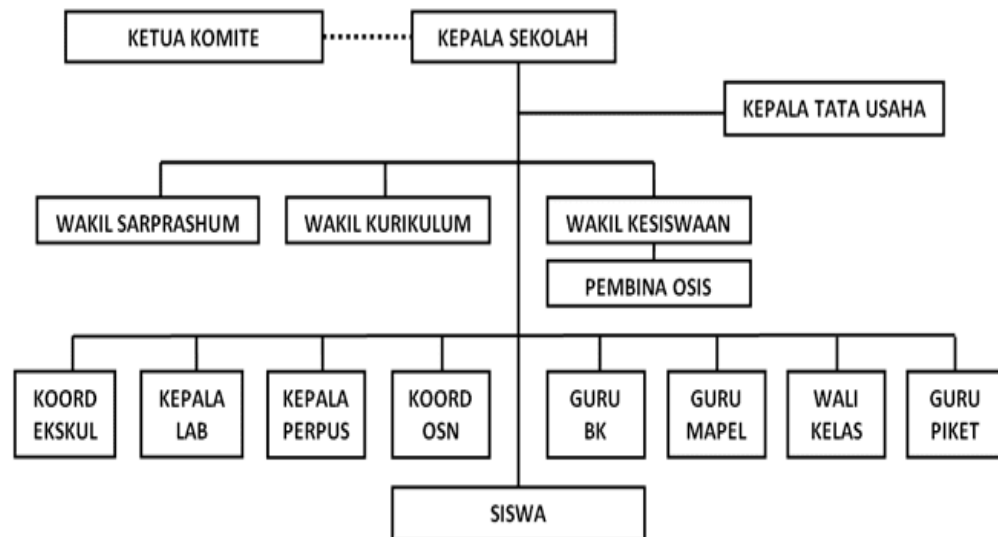 KETUA KOMITE
KEPALA SEKOLAH
KEPALA TATA USAHA
WAKIL SARPRASHUM
WAKIL KURIKULUM
WAKIL KESISWAAN
PEMBINA OSIS
KOORD
EKSKUL
KEPALA
LAB
KEPALA
PERPUS
KOORD
OSN
GURU
BK
GURU
MAPEL
WALI
KELAS
GURU
PIKET
SISWA